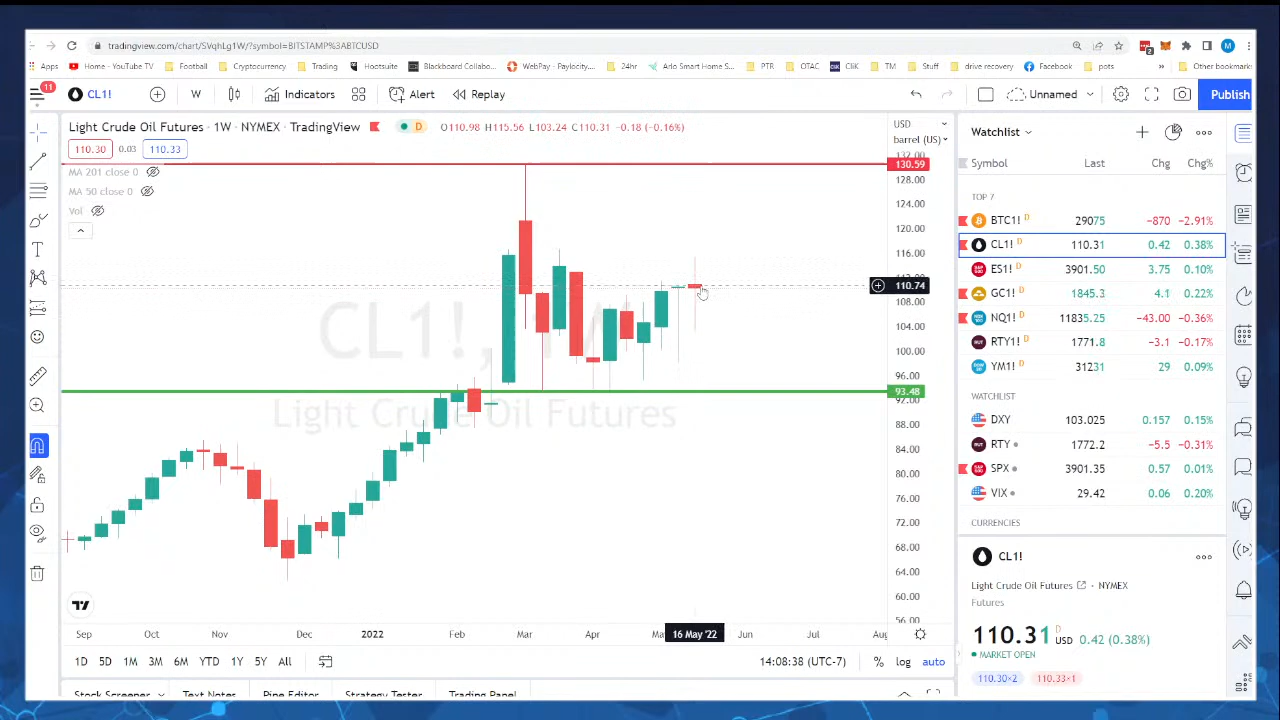 tradingview.com/chart/SVqhLg1W/?symbol=BITSTAMP%3ABTCUSD
Apps Home - YouTube TV Football Cryptocurrency Trading Hootsuite Blackboard Collabo... WebPart Paylocity... 24hr Arlo Smart Home S... PTR OTAC CliK TM Stuff drive recovery Facebook pots Other bookmarks
11 CL1! W Indicators Alert Replay Unnamed Publish
Light Crude Oil Futures · 1W · NYMEX · TradingView D O110.98 H115.56 C110.31 -0.18 (-0.16%)
110.30 0.03 110.33
MA 201 close 0
MA 50 close 0
Vol
USD
barrel (US)
132.00
130.59
128.00
124.00
120.00
116.00
112.00
110.74
108.00
104.00
100.00
96.00
93.48
92.00
88.00
84.00
80.00
76.00
72.00
68.00
64.00
60.00
56.00
CL1!,
Light Crude Oil Futures
Sep Oct Nov Dec 2022 Feb Mar Apr 16 May '22 Jun Jul Aug
1D 5D 1M 3M 6M YTD 1Y 5Y All 14:08:38 (UTC-7) % log auto
Stock Screener Text Notes Pine Editor Strategy Tester Trading Panel
Watchlist
Symbol Last Chg Chg%
TOP 7
BTC1! D 29075 −870 −2.91%
CL1! D 110.31 0.42 0.38%
ES1! D 3901.50 3.75 0.10%
GC1! D 1845.3 4.1 0.22%
NQ1! D 11835.25 −43.00 −0.36%
RTY1! D 1771.8 −3.1 −0.17%
YM1! D 31231 29 0.09%
WATCHLIST
DXY 103.025 0.157 0.15%
RTY 1772.2 −5.5 −0.31%
SPX 3901.35 0.57 0.01%
VIX 29.42 0.06 0.20%
CURRENCIES
CL1!
Light Crude Oil Futures · NYMEX
Futures
110.31 D USD 0.42 (0.38%)
MARKET OPEN
110.30×2 110.33×1